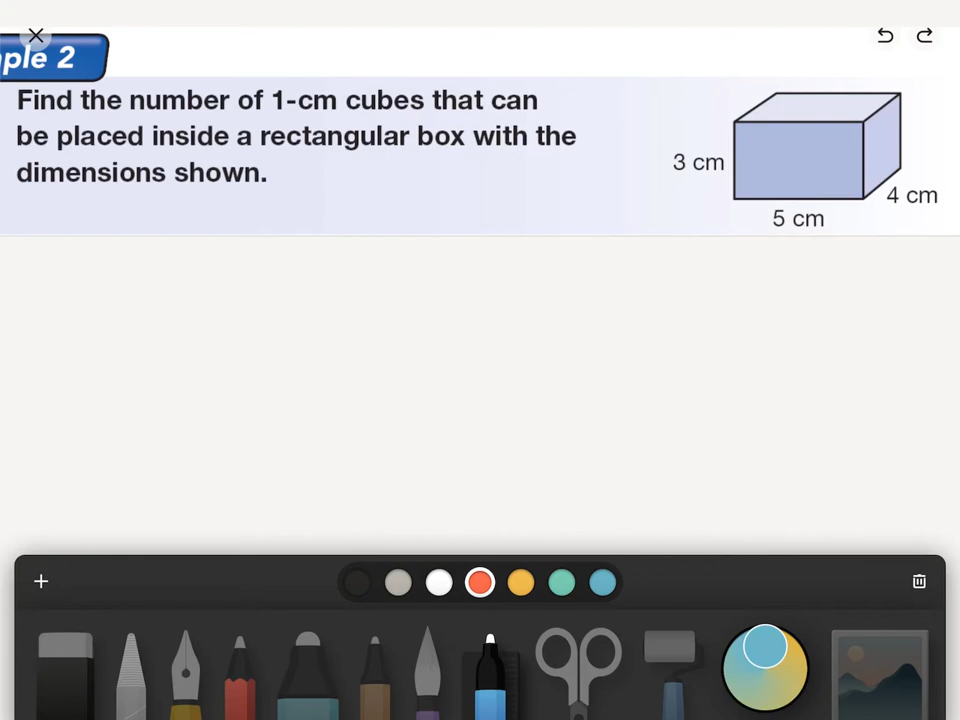 ple 2
Find the number of 1-cm cubes that can
be placed inside a rectangular box with the
dimensions shown.
3 cm
4 cm
5 cm